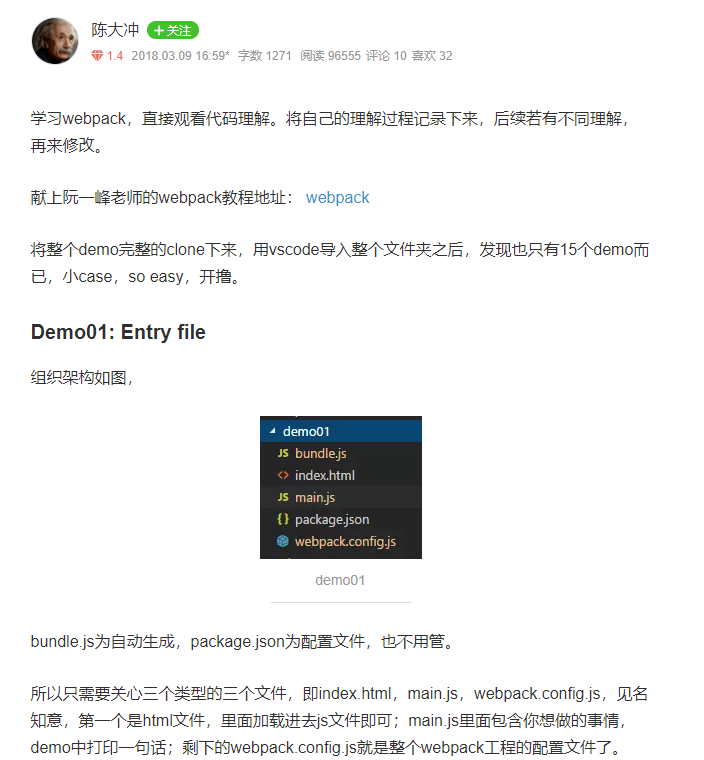 陈大冲 +关注
1.4 2018.03.09 16:59* 字数 1271 阅读 96555 评论 10 喜欢 32
学习webpack，直接观看代码理解。将自己的理解过程记录下来，后续若有不同理解，
再来修改。
献上阮一峰老师的webpack教程地址： webpack
将整个demo完整的clone下来，用vscode导入整个文件夹之后，发现也只有15个demo而
已，小case，so easy，开撸。
Demo01: Entry file
组织架构如图，
demo01
JS bundle.js
<> index.html
JS main.js
{} package.json
webpack.config.js
demo01
bundle.js为自动生成，package.json为配置文件，也不用管。
所以只需要关心三个类型的三个文件，即index.html，main.js，webpack.config.js，见名
知意，第一个是html文件，里面加载进去js文件即可；main.js里面包含你想做的事情，
demo中打印一句话；剩下的webpack.config.js就是整个webpack工程的配置文件了。